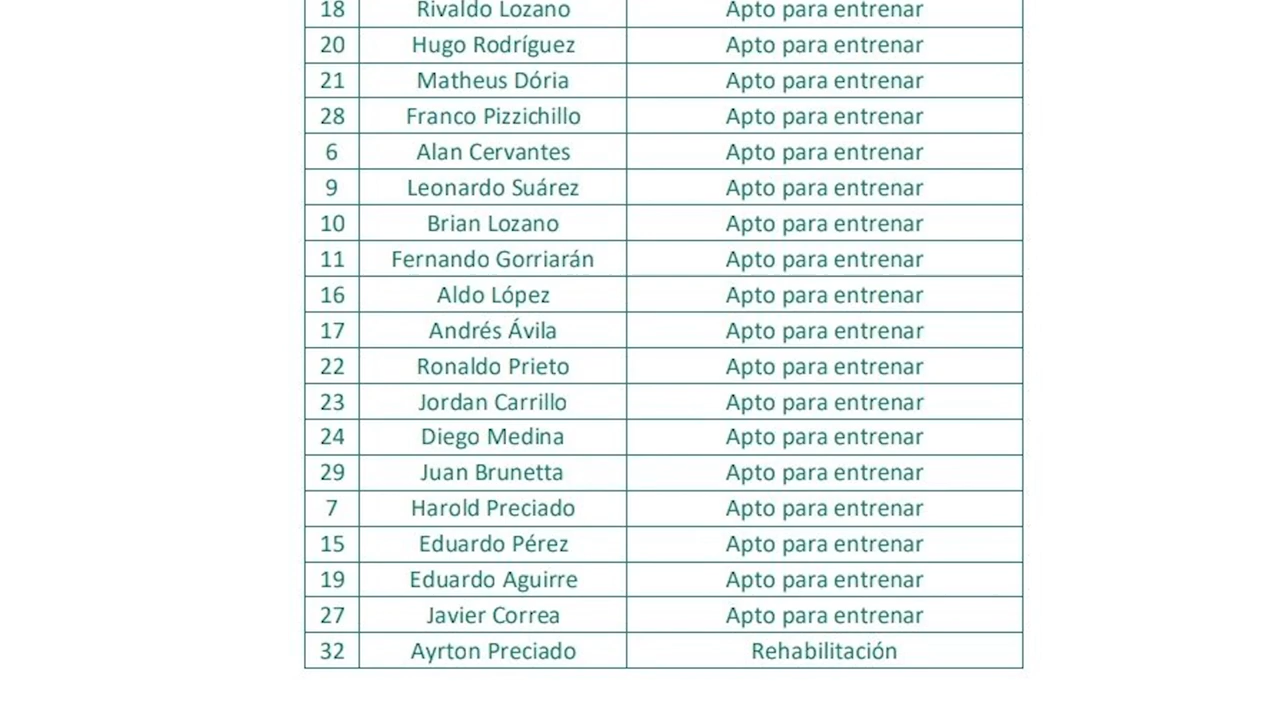 18 Rivaldo Lozano Apto para entrenar
20 Hugo Rodríguez Apto para entrenar
21 Matheus Dória Apto para entrenar
28 Franco Pizzichillo Apto para entrenar
6 Alan Cervantes Apto para entrenar
9 Leonardo Suárez Apto para entrenar
10 Brian Lozano Apto para entrenar
11 Fernando Gorriarán Apto para entrenar
16 Aldo López Apto para entrenar
17 Andrés Ávila Apto para entrenar
22 Ronaldo Prieto Apto para entrenar
23 Jordan Carrillo Apto para entrenar
24 Diego Medina Apto para entrenar
29 Juan Brunetta Apto para entrenar
7 Harold Preciado Apto para entrenar
15 Eduardo Pérez Apto para entrenar
19 Eduardo Aguirre Apto para entrenar
27 Javier Correa Apto para entrenar
32 Ayrton Preciado Rehabilitación